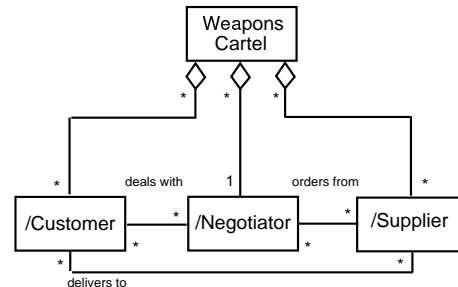 Weapons
Cartel
* * *
* deals with 1 orders from *
/Customer * /Negotiator * /Supplier
* * * *
*
delivers to